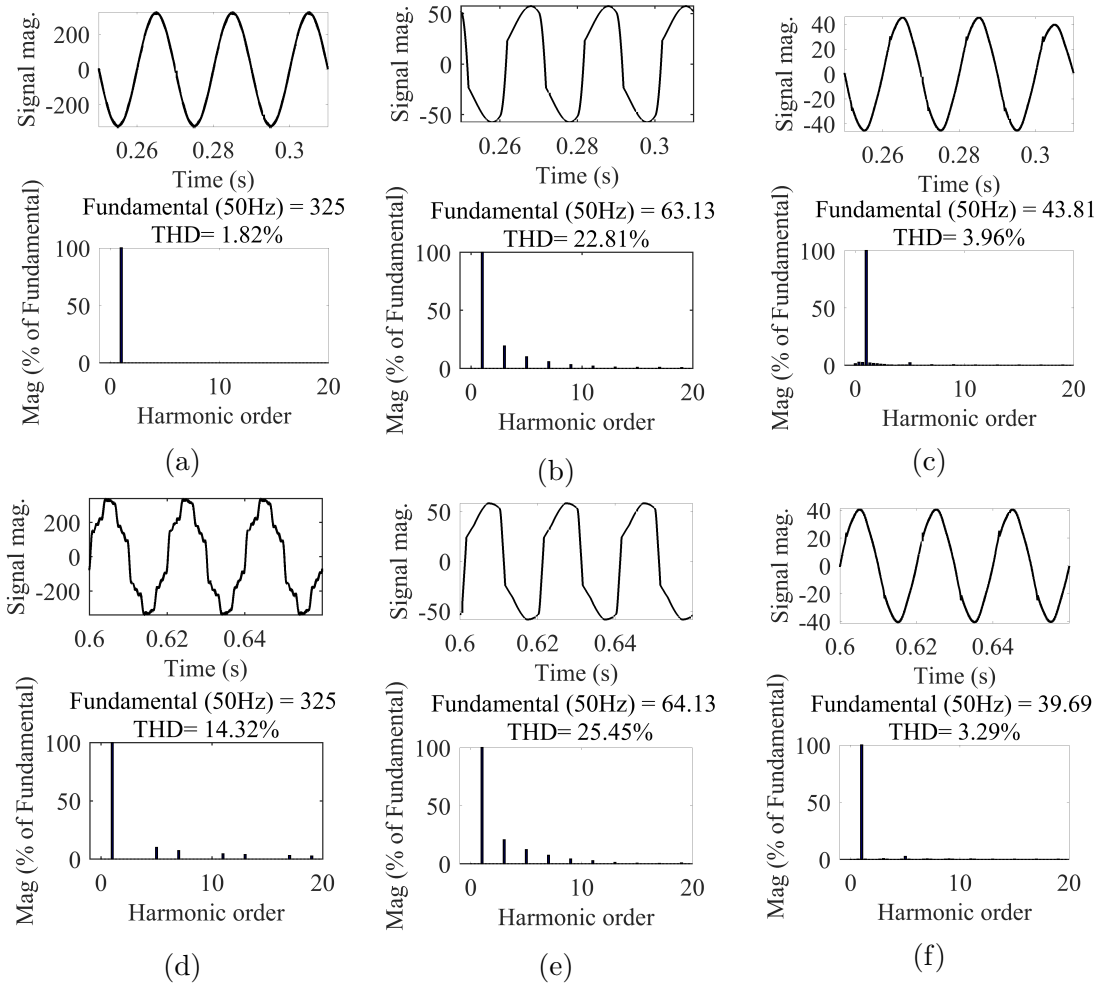 Signal mag.
200
0
-200
0.26 0.28 0.3
Time (s)
Fundamental (50Hz) = 325
THD= 1.82%
Mag (% of Fundamental)
100
50
0
0 10 20
Harmonic order
(a)
Signal mag.
50
0
-50
0.26 0.28 0.3
Time (s)
Fundamental (50Hz) = 63.13
THD= 22.81%
Mag (% of Fundamental)
100
50
0
0 10 20
Harmonic order
(b)
Signal mag.
40
20
0
-20
-40
0.26 0.28 0.3
Time (s)
Fundamental (50Hz) = 43.81
THD= 3.96%
Mag (% of Fundamental)
100
50
0
0 10 20
Harmonic order
(c)
Signal mag.
200
0
-200
0.6 0.62 0.64
Time (s)
Fundamental (50Hz) = 325
THD= 14.32%
Mag (% of Fundamental)
100
50
0
0 10 20
Harmonic order
(d)
Signal mag.
50
0
-50
0.6 0.62 0.64
Time (s)
Fundamental (50Hz) = 64.13
THD= 25.45%
Mag (% of Fundamental)
100
50
0
0 10 20
Harmonic order
(e)
Signal mag.
40
20
0
-20
-40
0.6 0.62 0.64
Time (s)
Fundamental (50Hz) = 39.69
THD= 3.29%
Mag (% of Fundamental)
100
50
0
0 10 20
Harmonic order
(f)